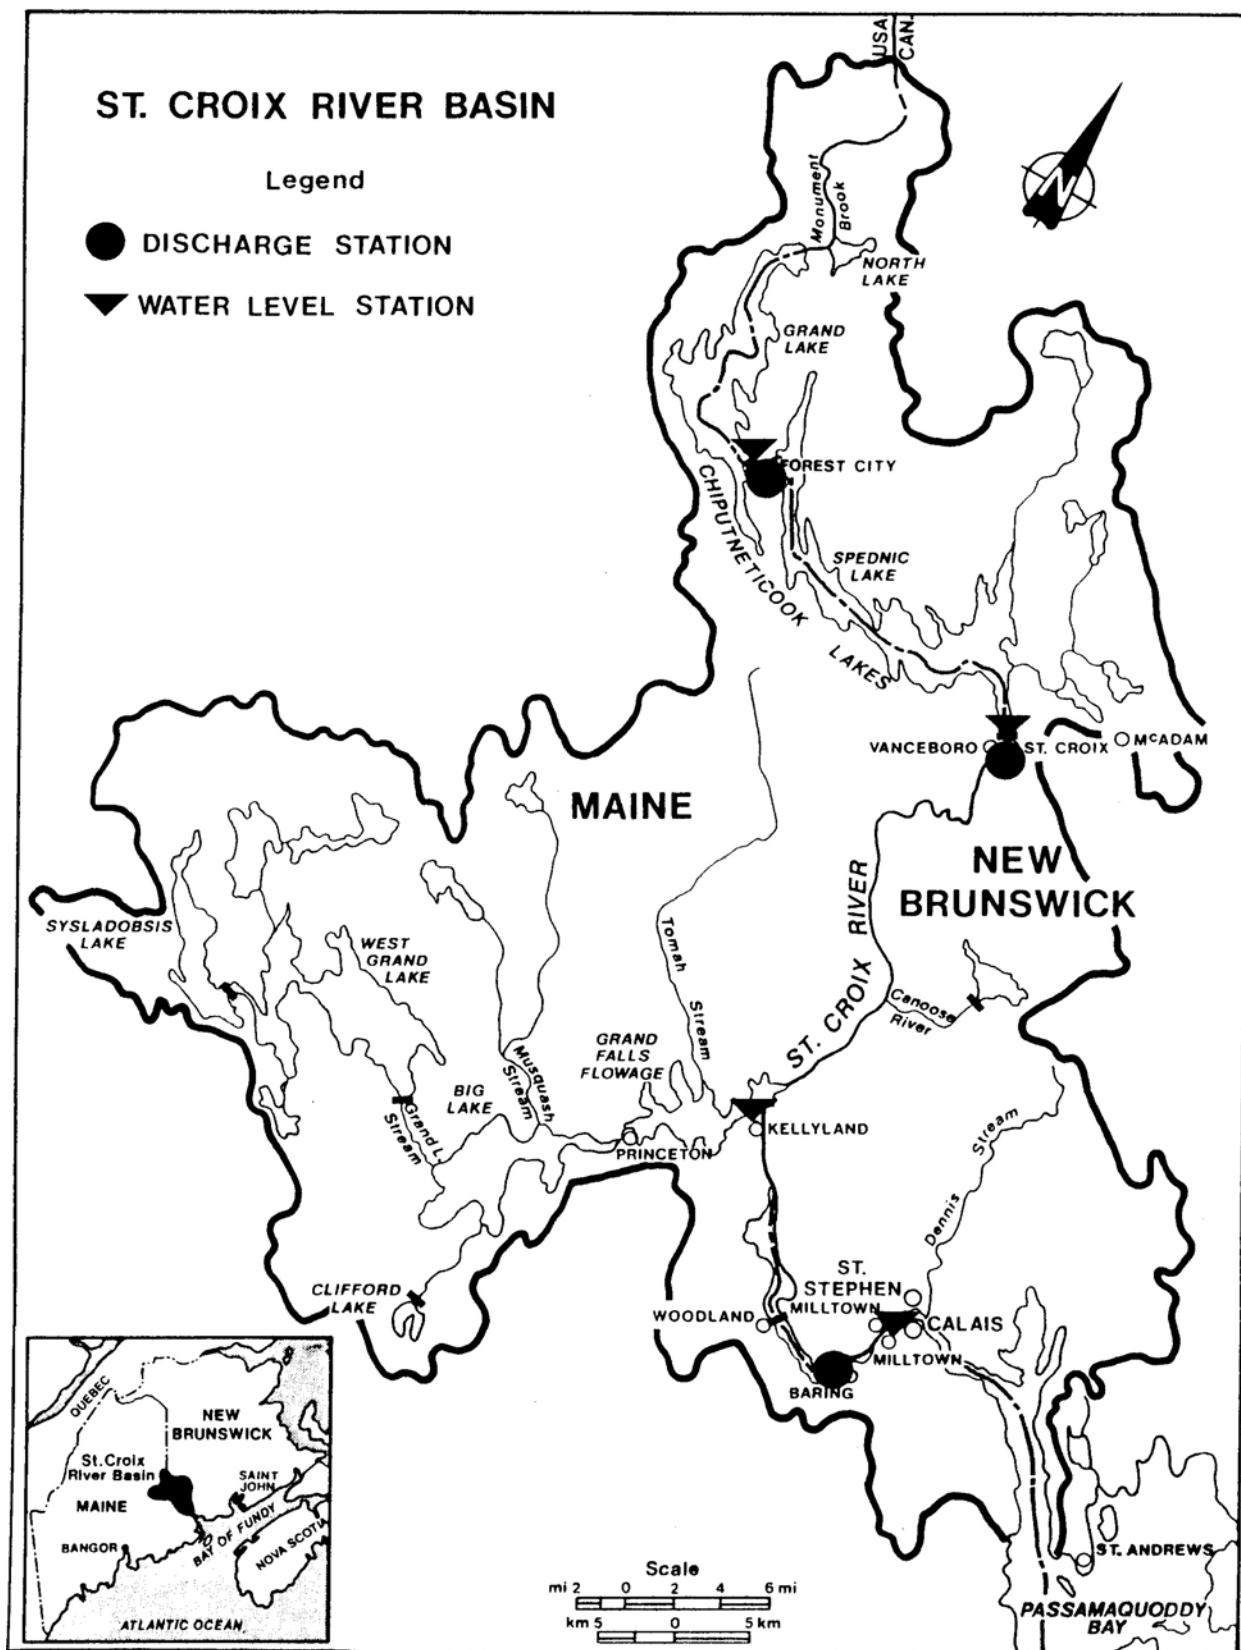 USA
CAN.
ST. CROIX RIVER BASIN
Legend
DISCHARGE STATION
WATER LEVEL STATION
N
Monument
Brook
NORTH
LAKE
GRAND
LAKE
FOREST CITY
CHIPUTNETICOOK
LAKES
SPEDNIC
LAKE
VANCEBORO
ST. CROIX
McADAM
MAINE
NEW
BRUNSWICK
ST. CROIX RIVER
SYSLADOBSIS
LAKE
WEST
GRAND
LAKE
Tomah
Stream
Canoose
River
GRAND
FALLS
FLOWAGE
Musquash
Stream
BIG
LAKE
Grand L.
Stream
PRINCETON
KELLYLAND
Dennis
Stream
CLIFFORD
LAKE
WOODLAND
ST.
STEPHEN
MILLTOWN
CALAIS
MILLTOWN
BARING
ST. ANDREWS
PASSAMAQUODDY
BAY
QUEBEC
NEW
BRUNSWICK
St. Croix
River Basin
SAINT
JOHN
MAINE
BAY OF FUNDY
BANGOR
NOVA SCOTIA
ATLANTIC OCEAN
Scale
mi 2 0 2 4 6 mi
km 5 0 5 km